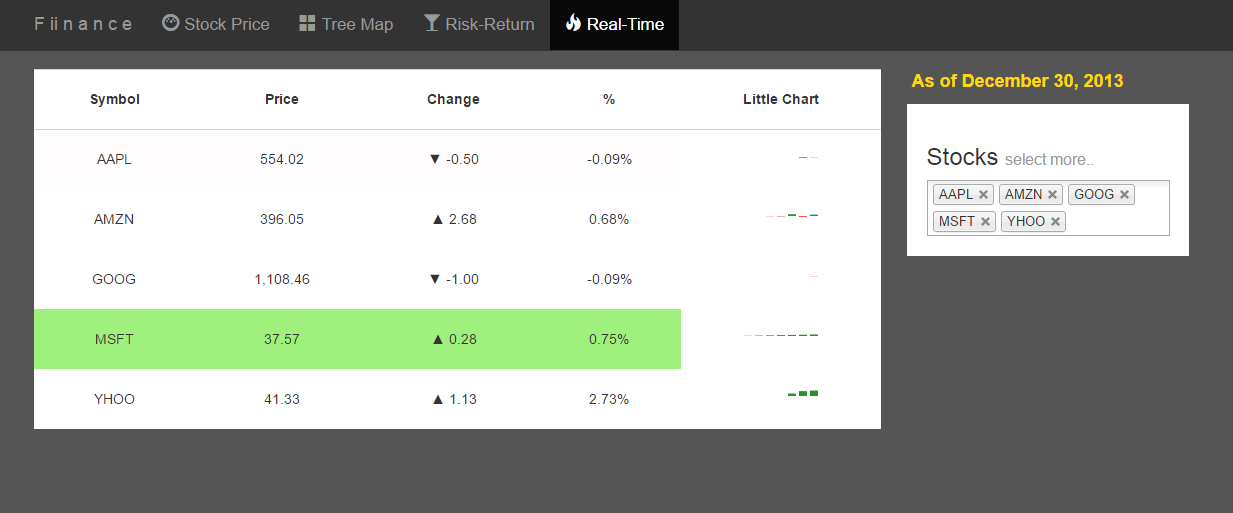 Fiinance Stock Price Tree Map Risk-Return Real-Time
As of December 30, 2013
Symbol Price Change % Little Chart
AAPL 554.02 ▼ -0.50 -0.09%
AMZN 396.05 ▲ 2.68 0.68%
GOOG 1,108.46 ▼ -1.00 -0.09%
MSFT 37.57 ▲ 0.28 0.75%
YHOO 41.33 ▲ 1.13 2.73%
Stocks select more..
AAPL × AMZN × GOOG ×
MSFT × YHOO ×